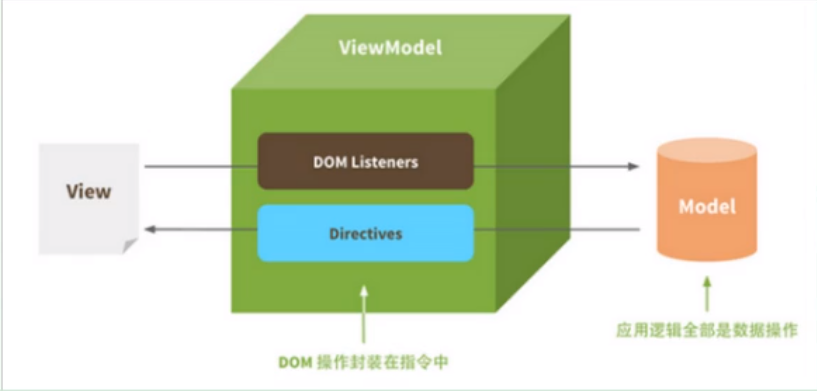 ViewModel
DOM Listeners
View
Model
Directives
应用逻辑全部是数据操作
DOM 操作封装在指令中